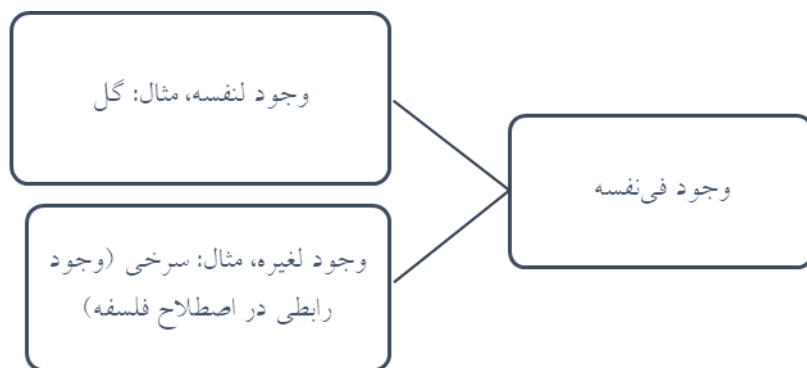 وجود فی‌نفسه
وجود لنفسه، مثال: گل
وجود لغیره، مثال: سرخی (وجود
رابطی در اصطلاح فلسفه)